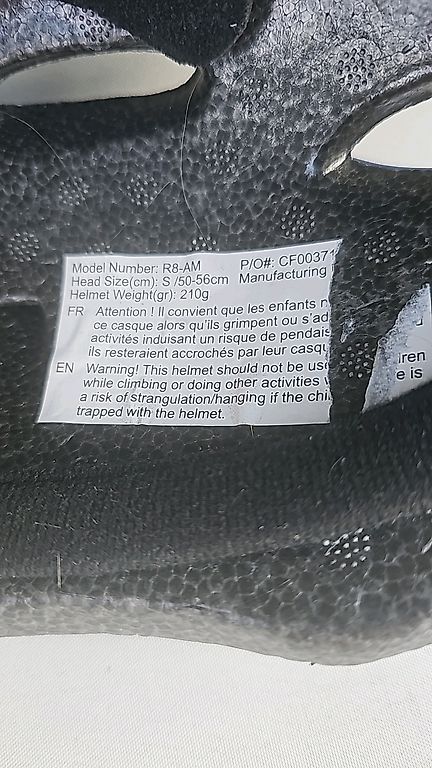 Model Number: R8-AM P/O#: CF00371
Head Size(cm): S /50-56cm Manufacturing
Helmet Weight(gr): 210g
FR Attention ! Il convient que les enfants n
ce casque alors qu'ils grimpent ou s'ad
activités induisant un risque de pendais
ils resteraient accrochés par leur casqu
EN Warning! This helmet should not be use
while climbing or doing other activities
a risk of strangulation/hanging if the chi
trapped with the helmet.
dren
e is